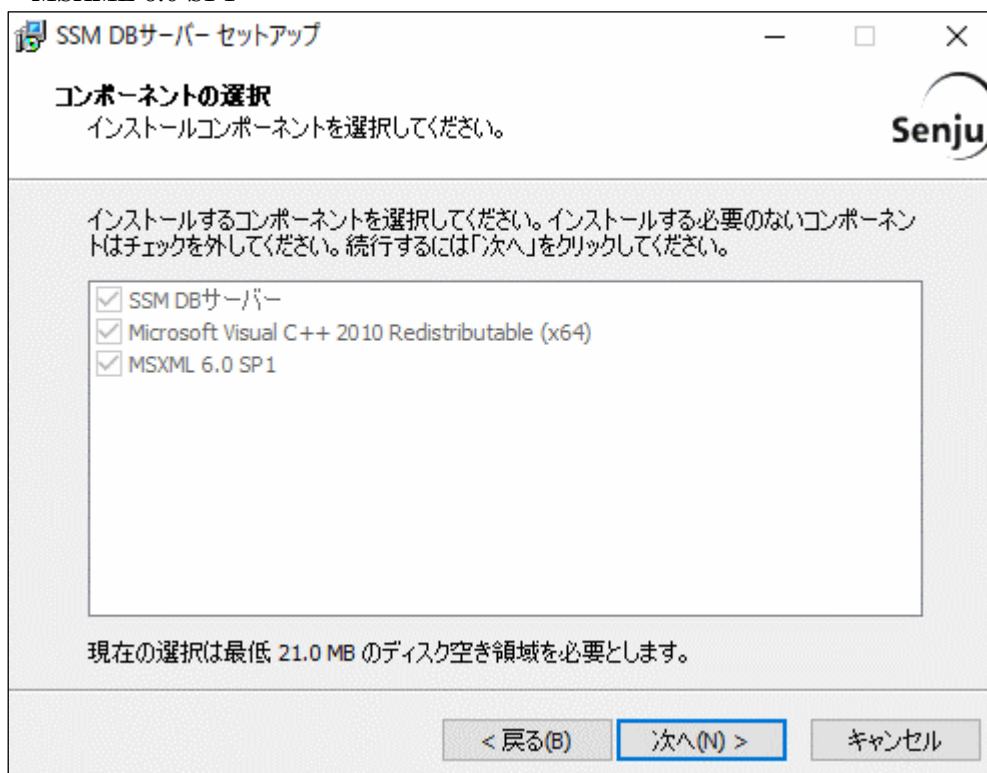 MSXML 6.0 SP1
SSM DBサーバー セットアップ
コンポーネントの選択
インストールコンポーネントを選択してください。
Senju
インストールするコンポーネントを選択してください。インストールする必要のないコンポーネン
トはチェックを外してください。続行するには「次へ」をクリックしてください。
SSM DBサーバー
Microsoft Visual C++ 2010 Redistributable (x64)
MSXML 6.0 SP1
現在の選択は最低 21.0 MB のディスク空き領域を必要とします。
< 戻る(B)
次へ(N) >
キャンセル